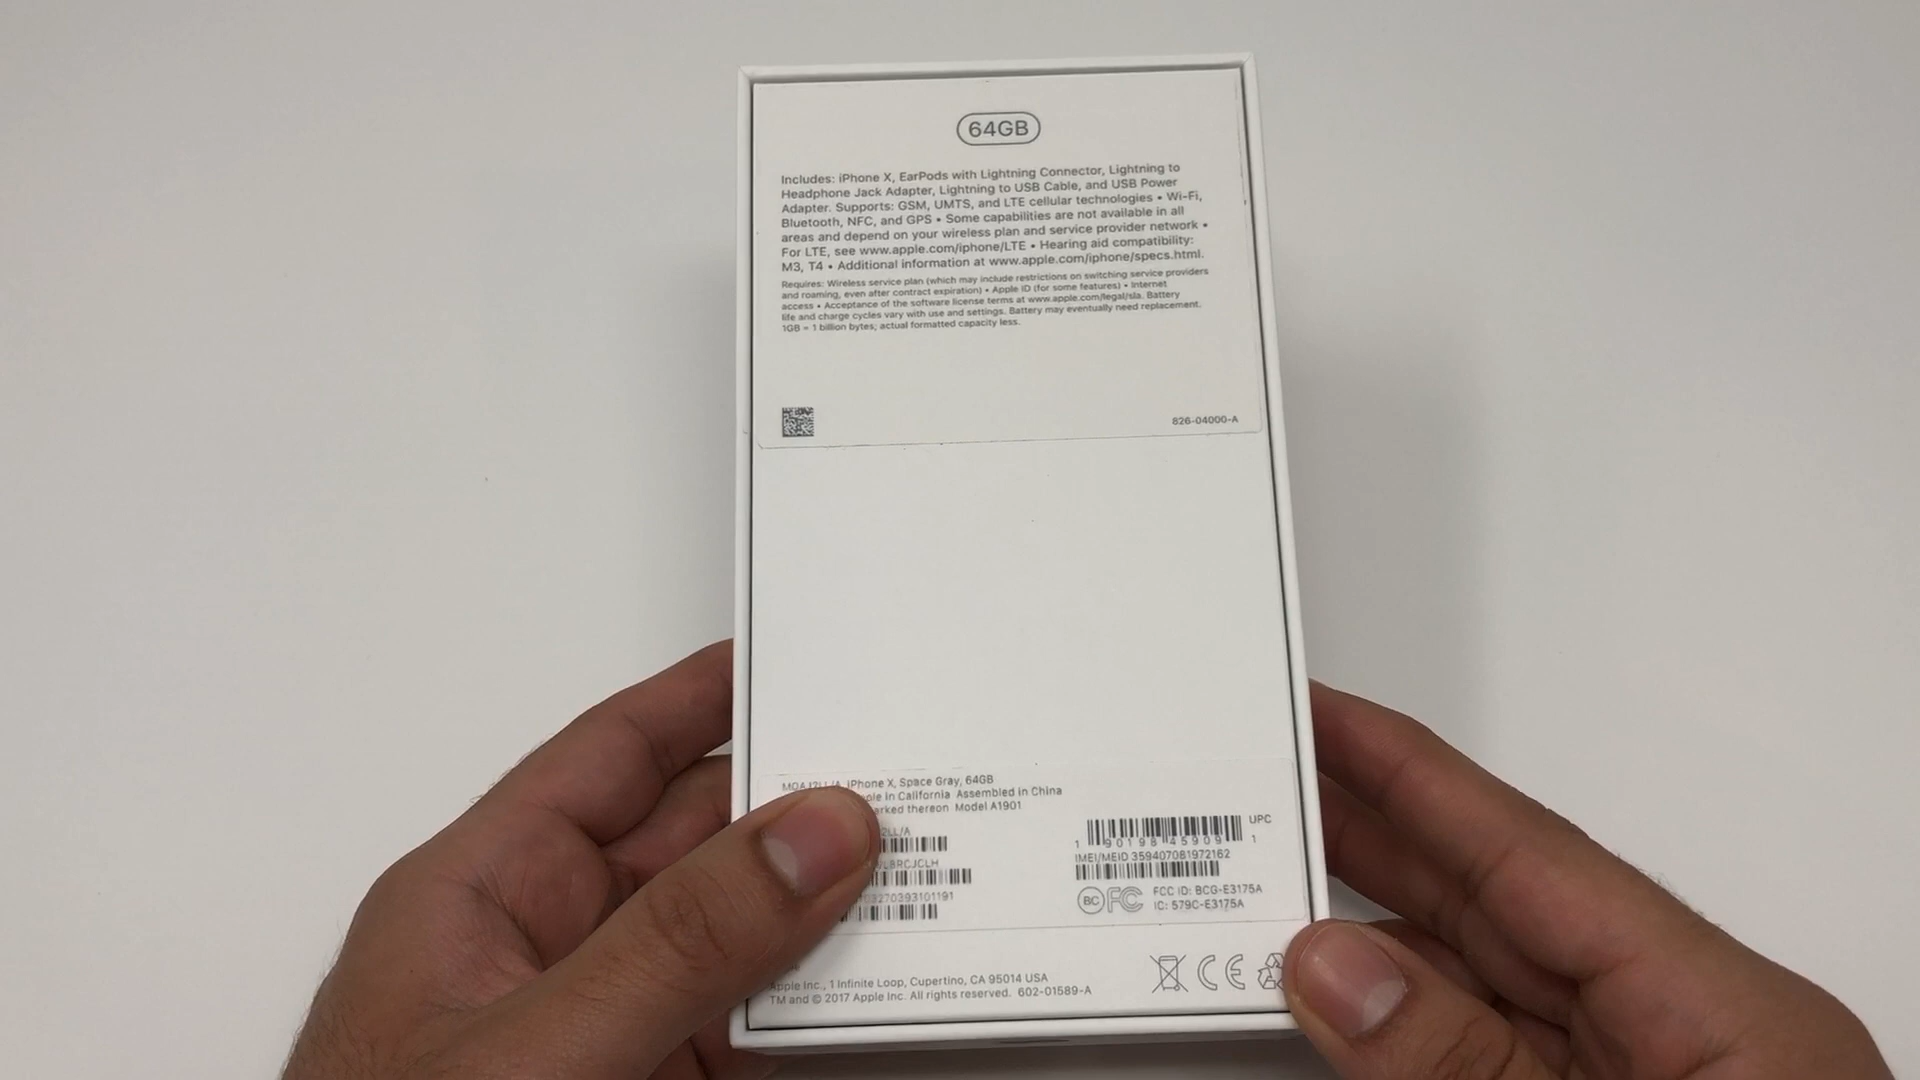 64GB
Includes: iPhone X, EarPods with Lightning Connector, Lightning to
Headphone Jack Adapter, Lightning to USB Cable, and USB Power
Adapter. Supports: GSM, UMTS, and LTE cellular technologies • Wi-Fi,
Bluetooth, NFC, and GPS • Some capabilities are not available in all
areas and depend on your wireless plan and service provider network •
For LTE, see www.apple.com/iphone/LTE • Hearing aid compatibility:
M3, T4 • Additional information at www.apple.com/iphone/specs.html.
Requires: Wireless service plan (which may include restrictions on switching service providers
and roaming, even after contract expiration) • Apple ID (for some features) • Internet
access • Acceptance of the software license terms at www.apple.com/legal/sla. Battery
life and charge cycles vary with use and settings. Battery may eventually need replacement.
1GB = 1 billion bytes; actual formatted capacity less.
826-04000-A
iPhone X, Space Gray, 64GB
in California Assembled in China
thereon Model A1901
2LL/A
UPC
1 90198 45909 1
IMEI/MEID 359407081972162
BC FC FCC ID: BCG-E3175A
IC: 579C-E3175A
CE
Apple Inc., 1 Infinite Loop, Cupertino, CA 95014 USA
TM and © 2017 Apple Inc. All rights reserved. 602-01589-A